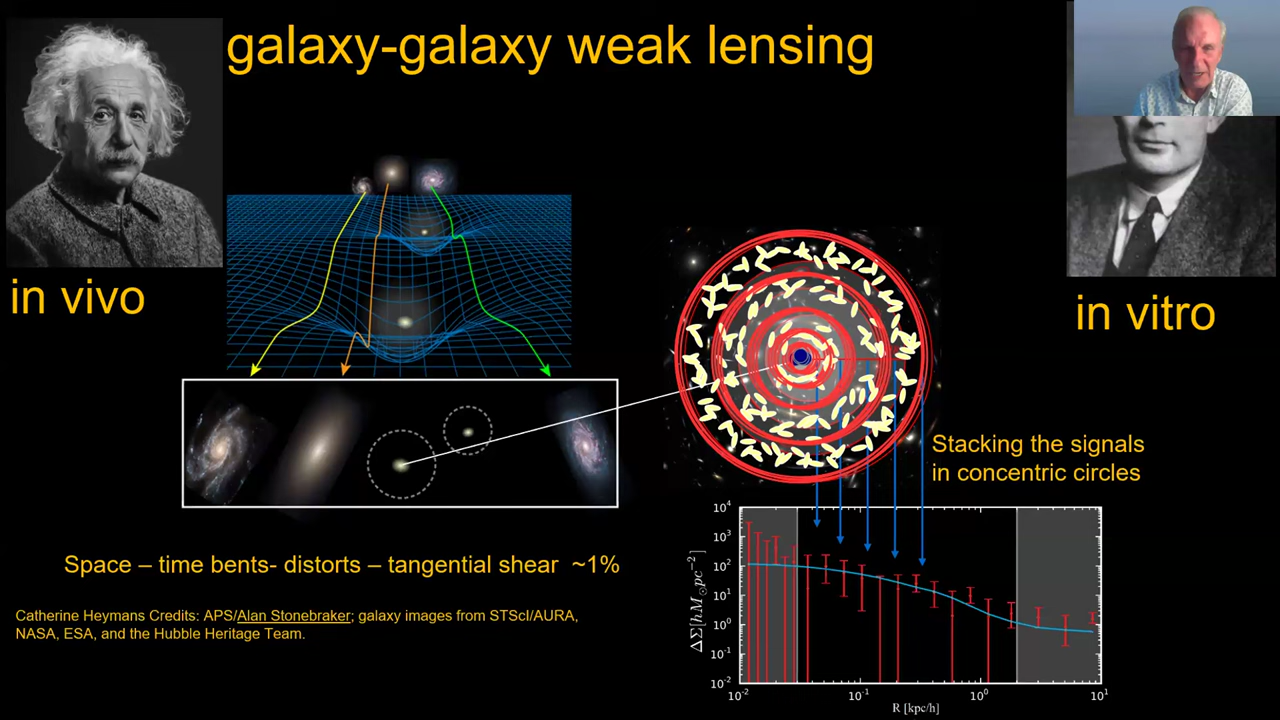 galaxy-galaxy weak lensing
in vivo
in vitro
Stacking the signals
in concentric circles
Space – time bents- distorts – tangential shear ~1%
Catherine Heymans Credits: APS/Alan Stonebraker; galaxy images from STScI/AURA,
NASA, ESA, and the Hubble Heritage Team.
ΔΣ[hM⊙pc⁻²]
10⁴
10³
10²
10¹
10⁰
10⁻¹
10⁻²
10⁻² 10⁻¹ 10⁰ 10¹
R [kpc/h]